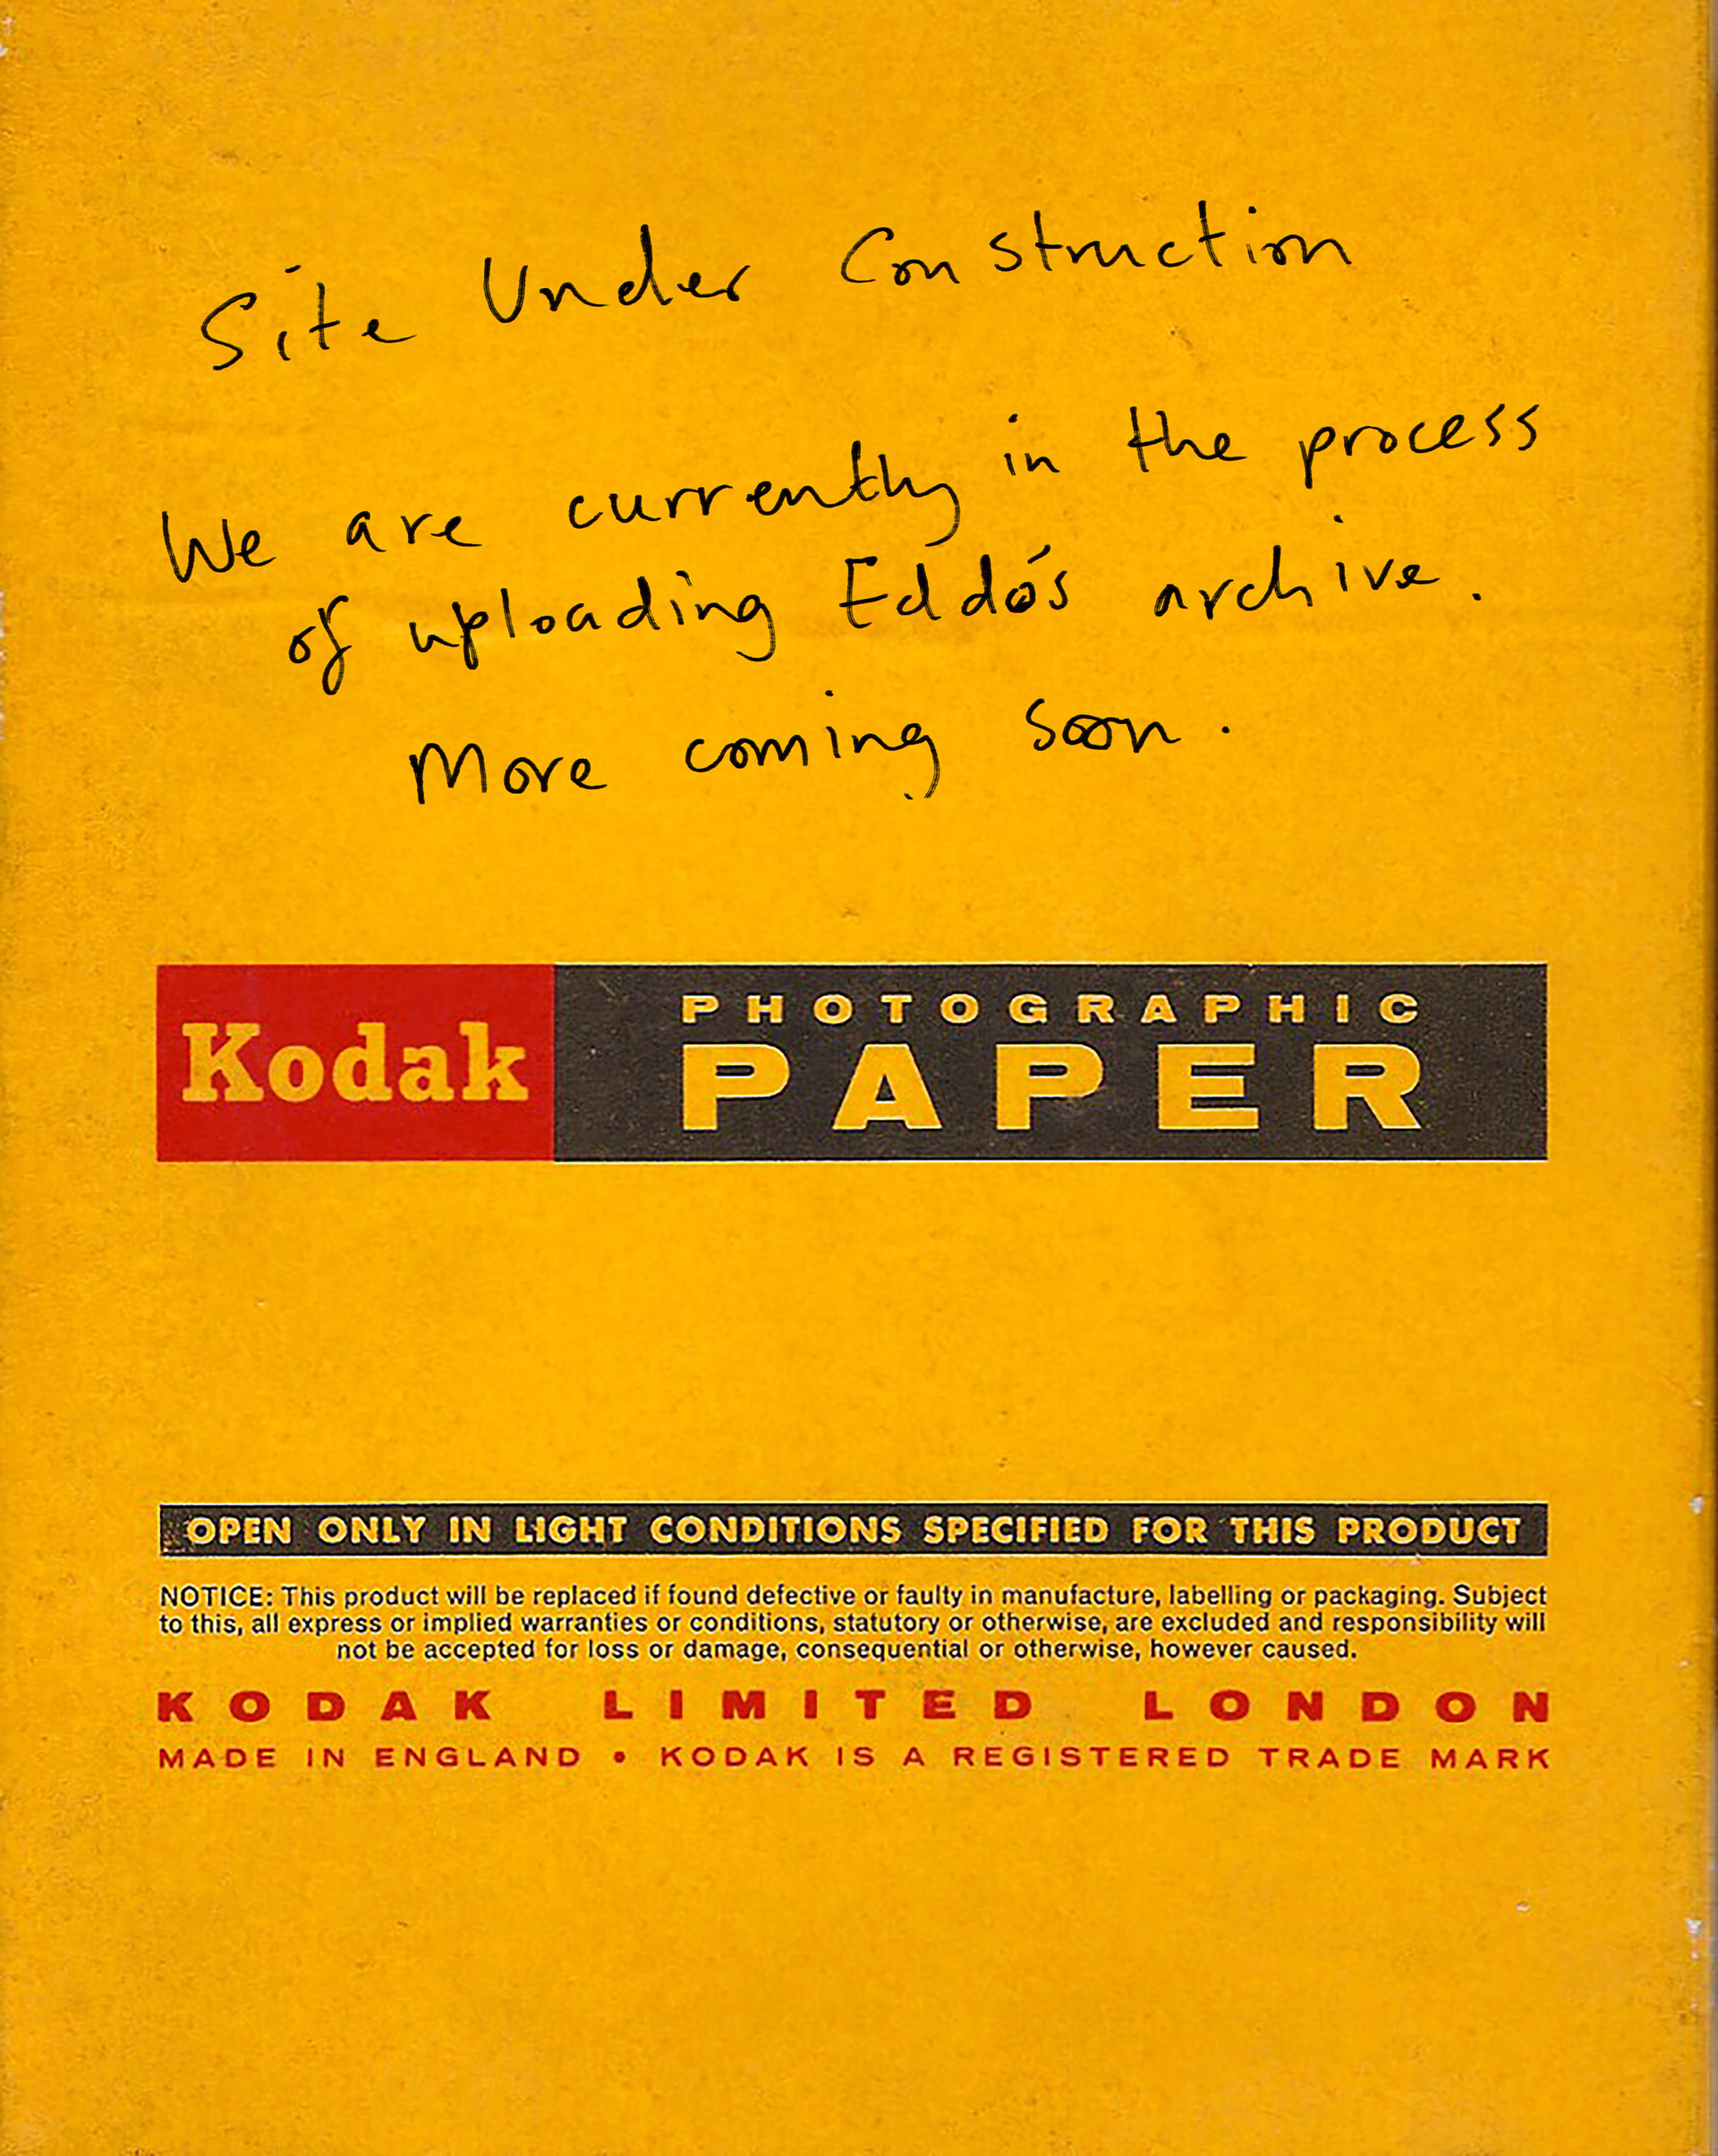 Site Under Construction
We are currently in the process
of uploading Eddo's archive.
More coming soon.
Kodak
PHOTOGRAPHIC
PAPER
OPEN ONLY IN LIGHT CONDITIONS SPECIFIED FOR THIS PRODUCT
NOTICE: This product will be replaced if found defective or faulty in manufacture, labelling or packaging. Subject
to this, all express or implied warranties or conditions, statutory or otherwise, are excluded and responsibility will
not be accepted for loss or damage, consequential or otherwise, however caused.
KODAK LIMITED LONDON
MADE IN ENGLAND • KODAK IS A REGISTERED TRADE MARK